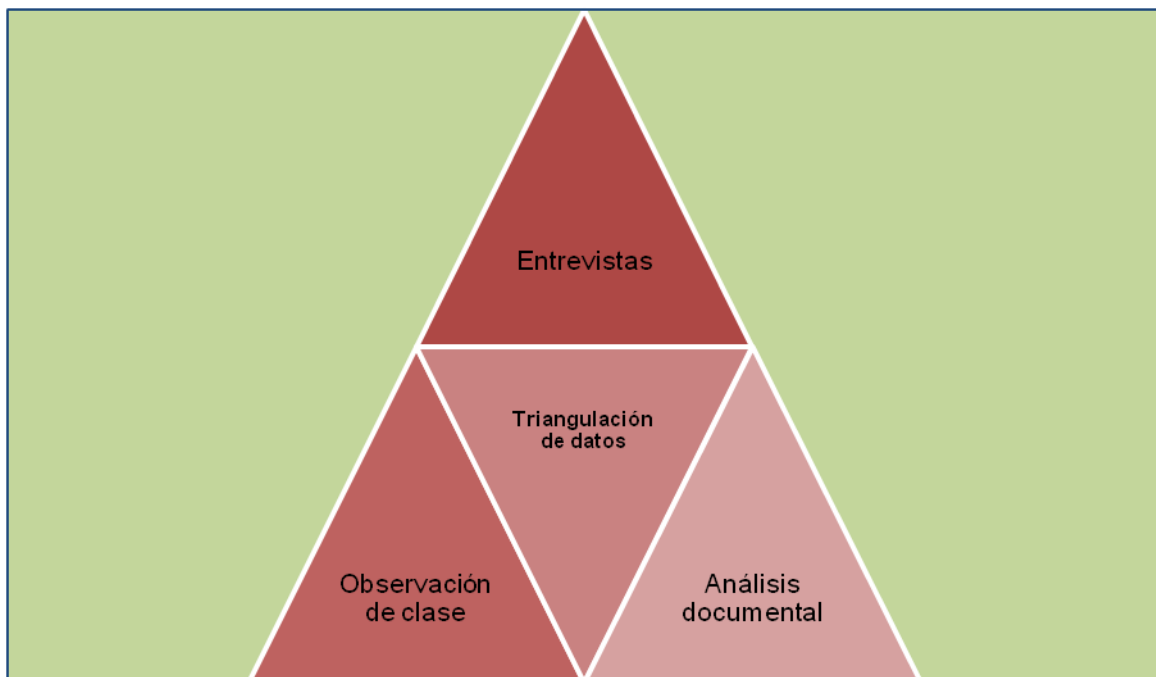 Entrevistas
Triangulación
de datos
Observación
de clase
Análisis
documental